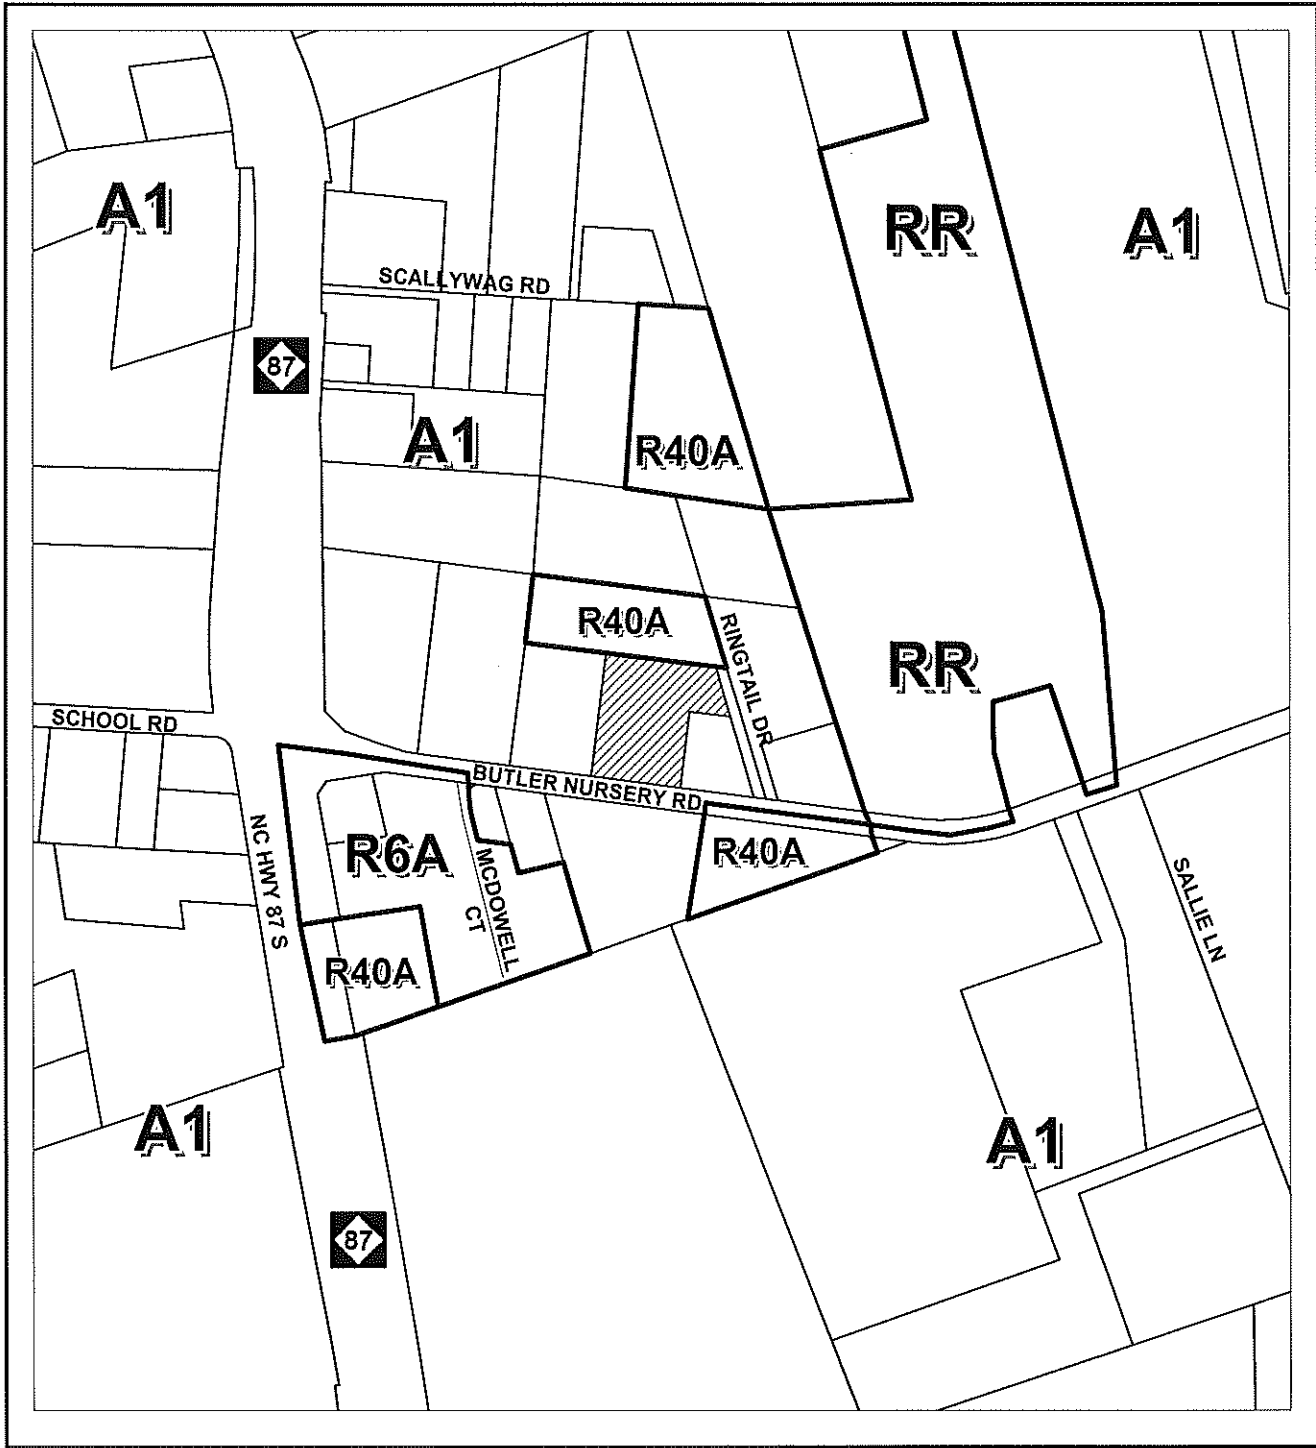 A1
RR
A1
SCALLYWAG RD
87
A1
R40A
R40A
RINGTAIL DR
RR
SCHOOL RD
BUTLER NURSERY RD
NC HWY 87 S
R6A
MCDOWELL
CT
R40A
SALLIE LN
R40A
A1
A1
87